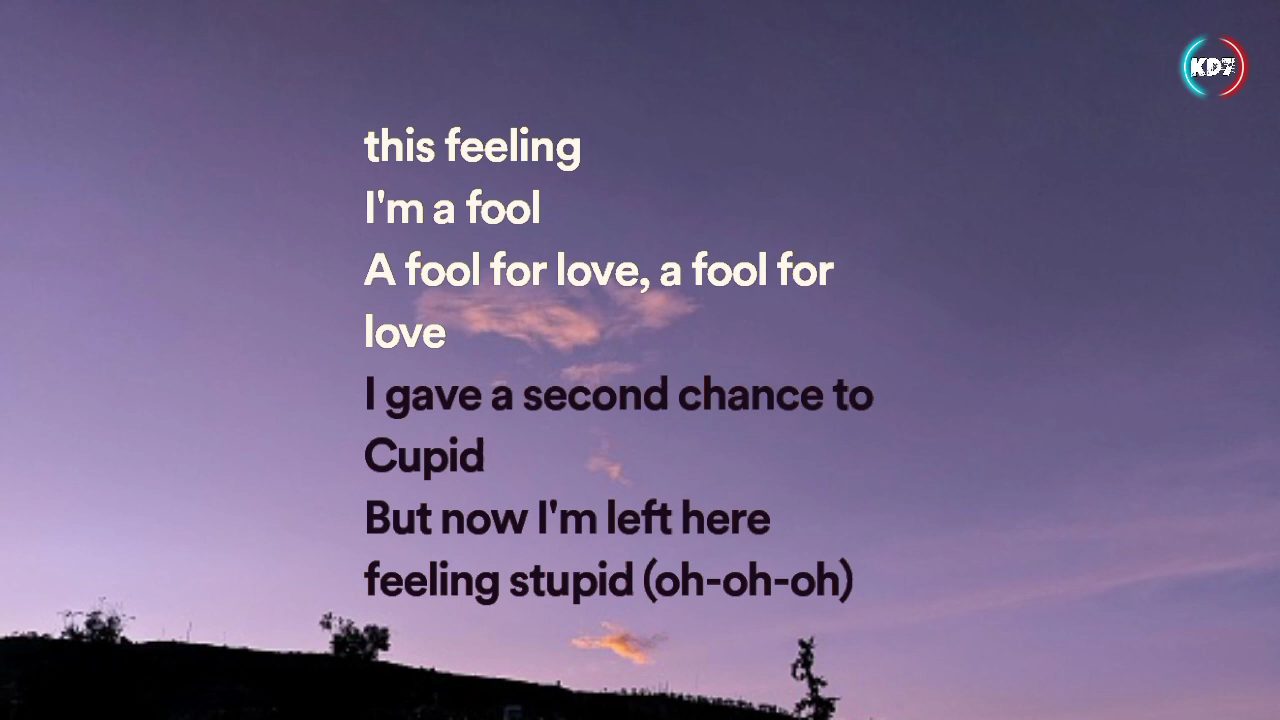 KD7
this feeling
I'm a fool
A fool for love, a fool for
love
I gave a second chance to
Cupid
But now I'm left here
feeling stupid (oh-oh-oh)